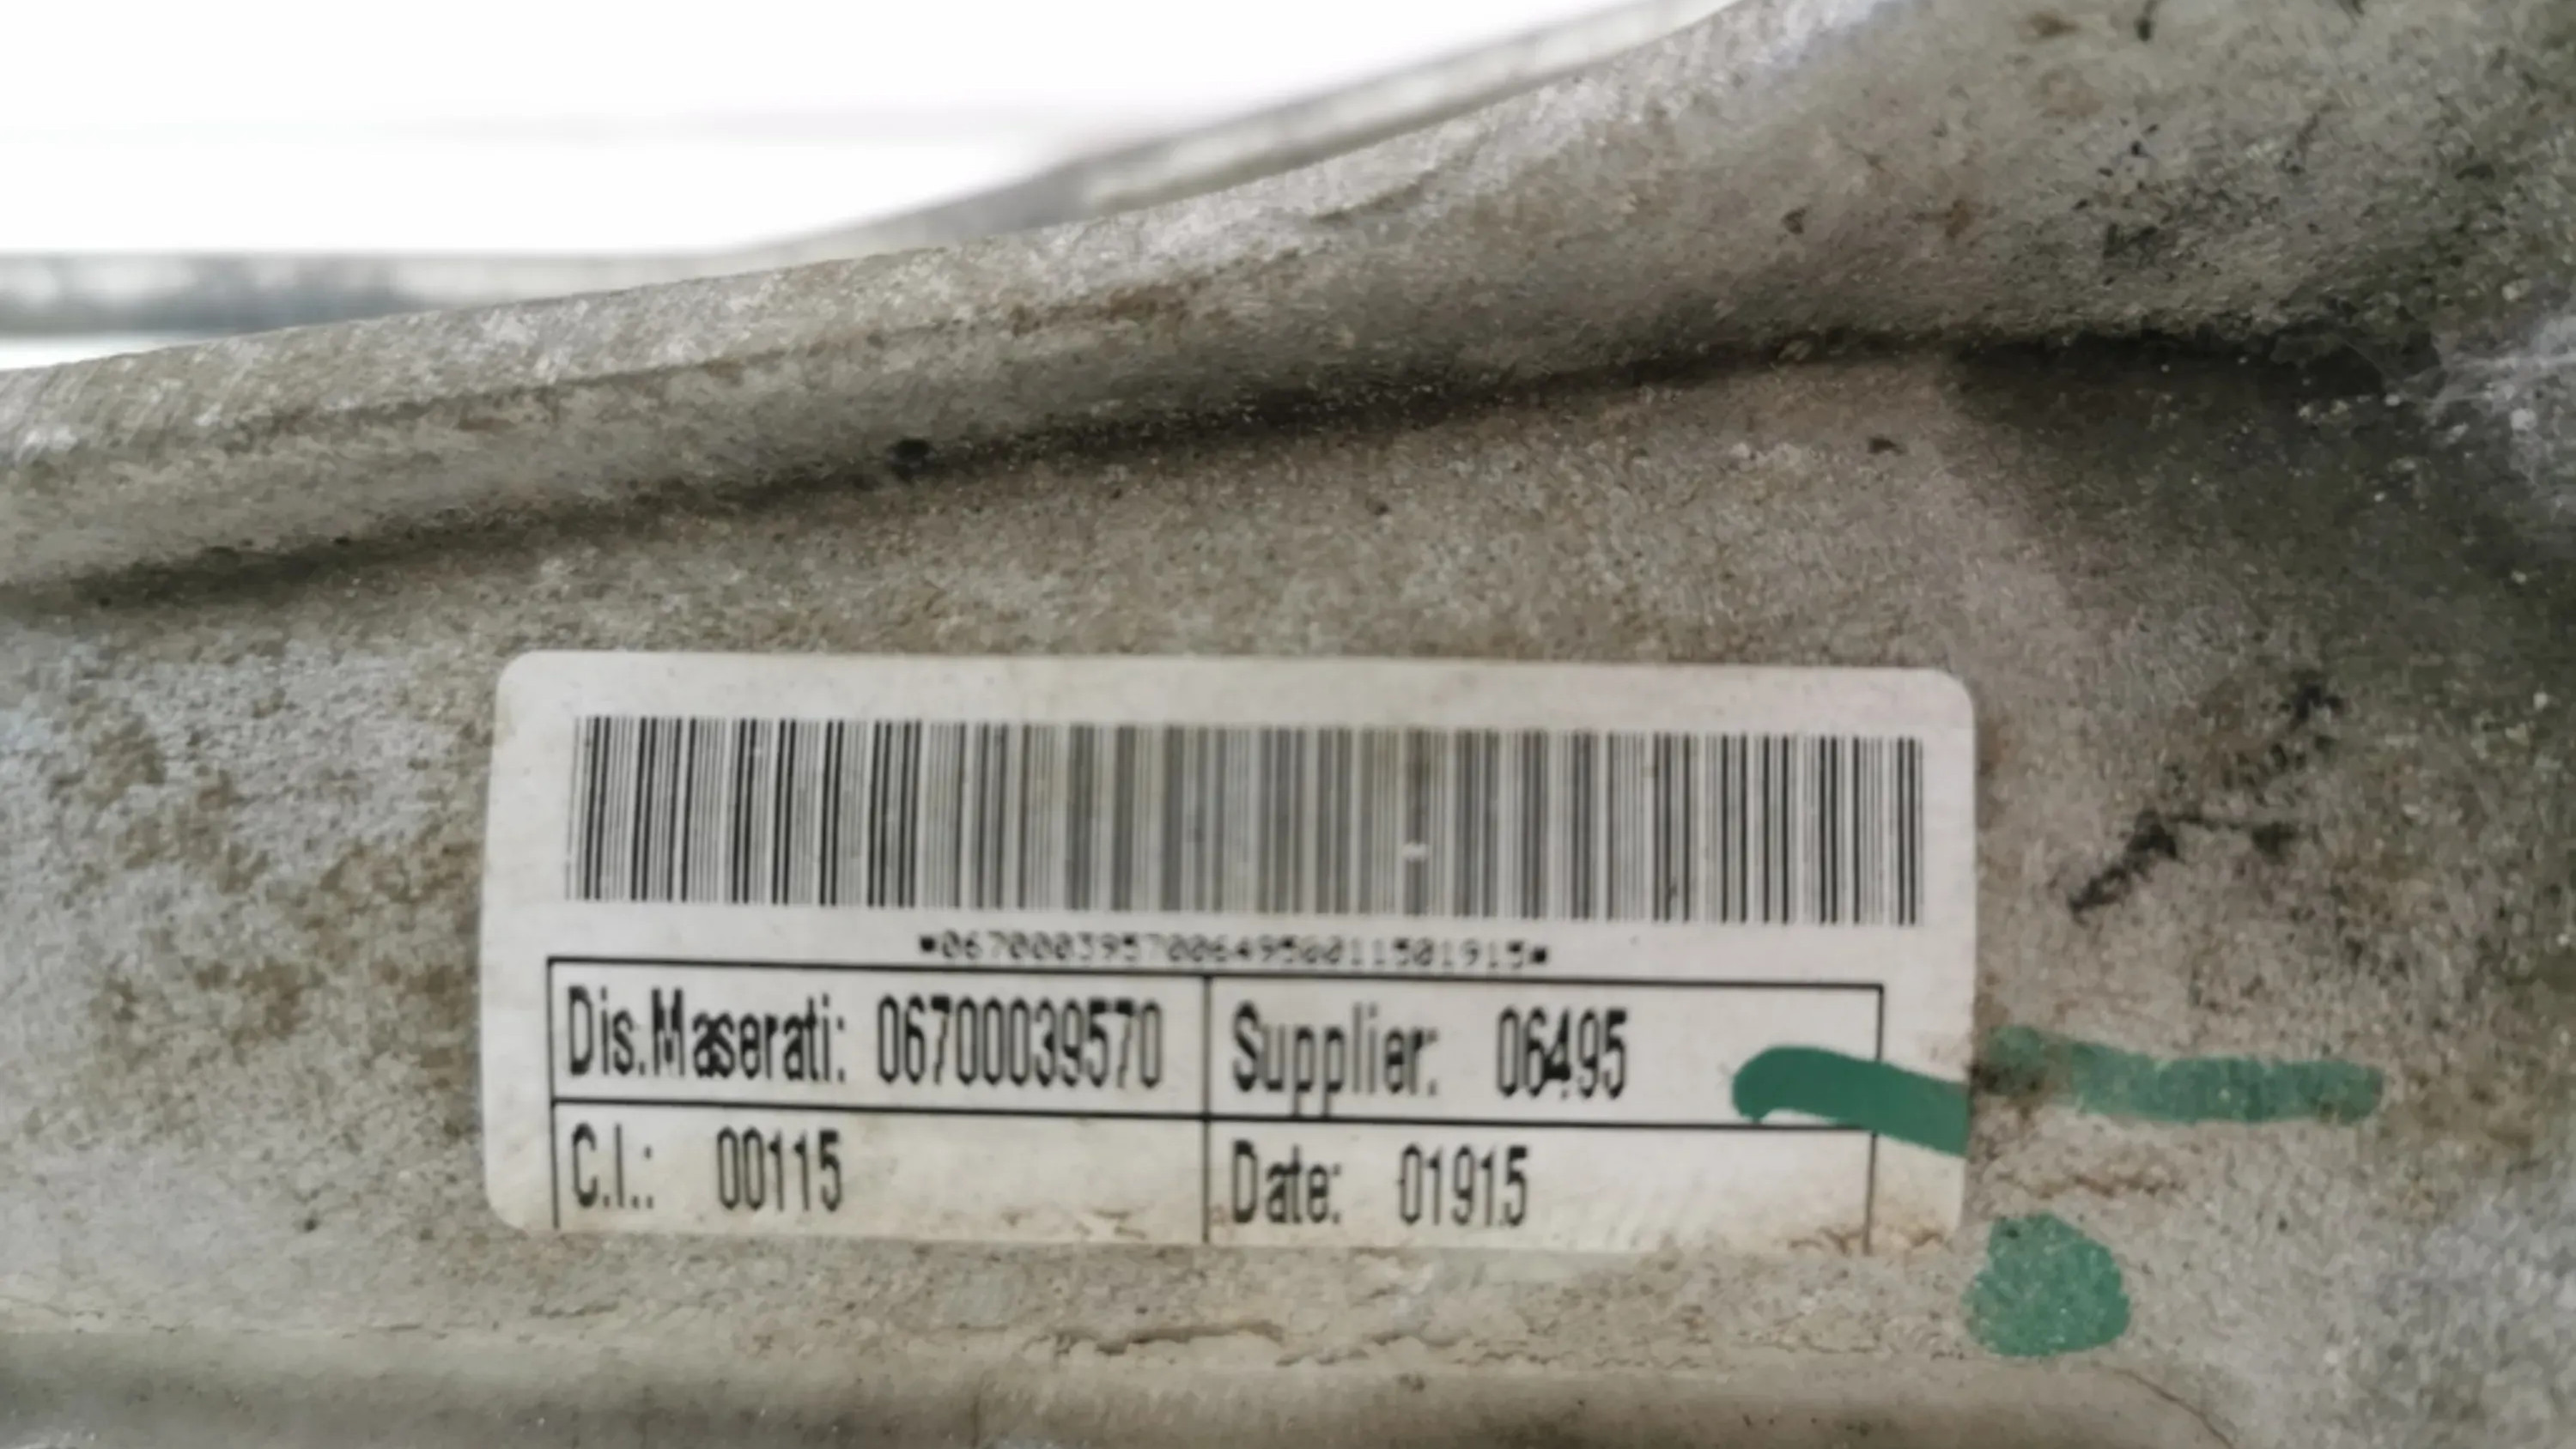 *06700039570064950011501915*
Dis.Maserati: 06700039570 Supplier: 06495
C.I.: 00115 Date: 01915